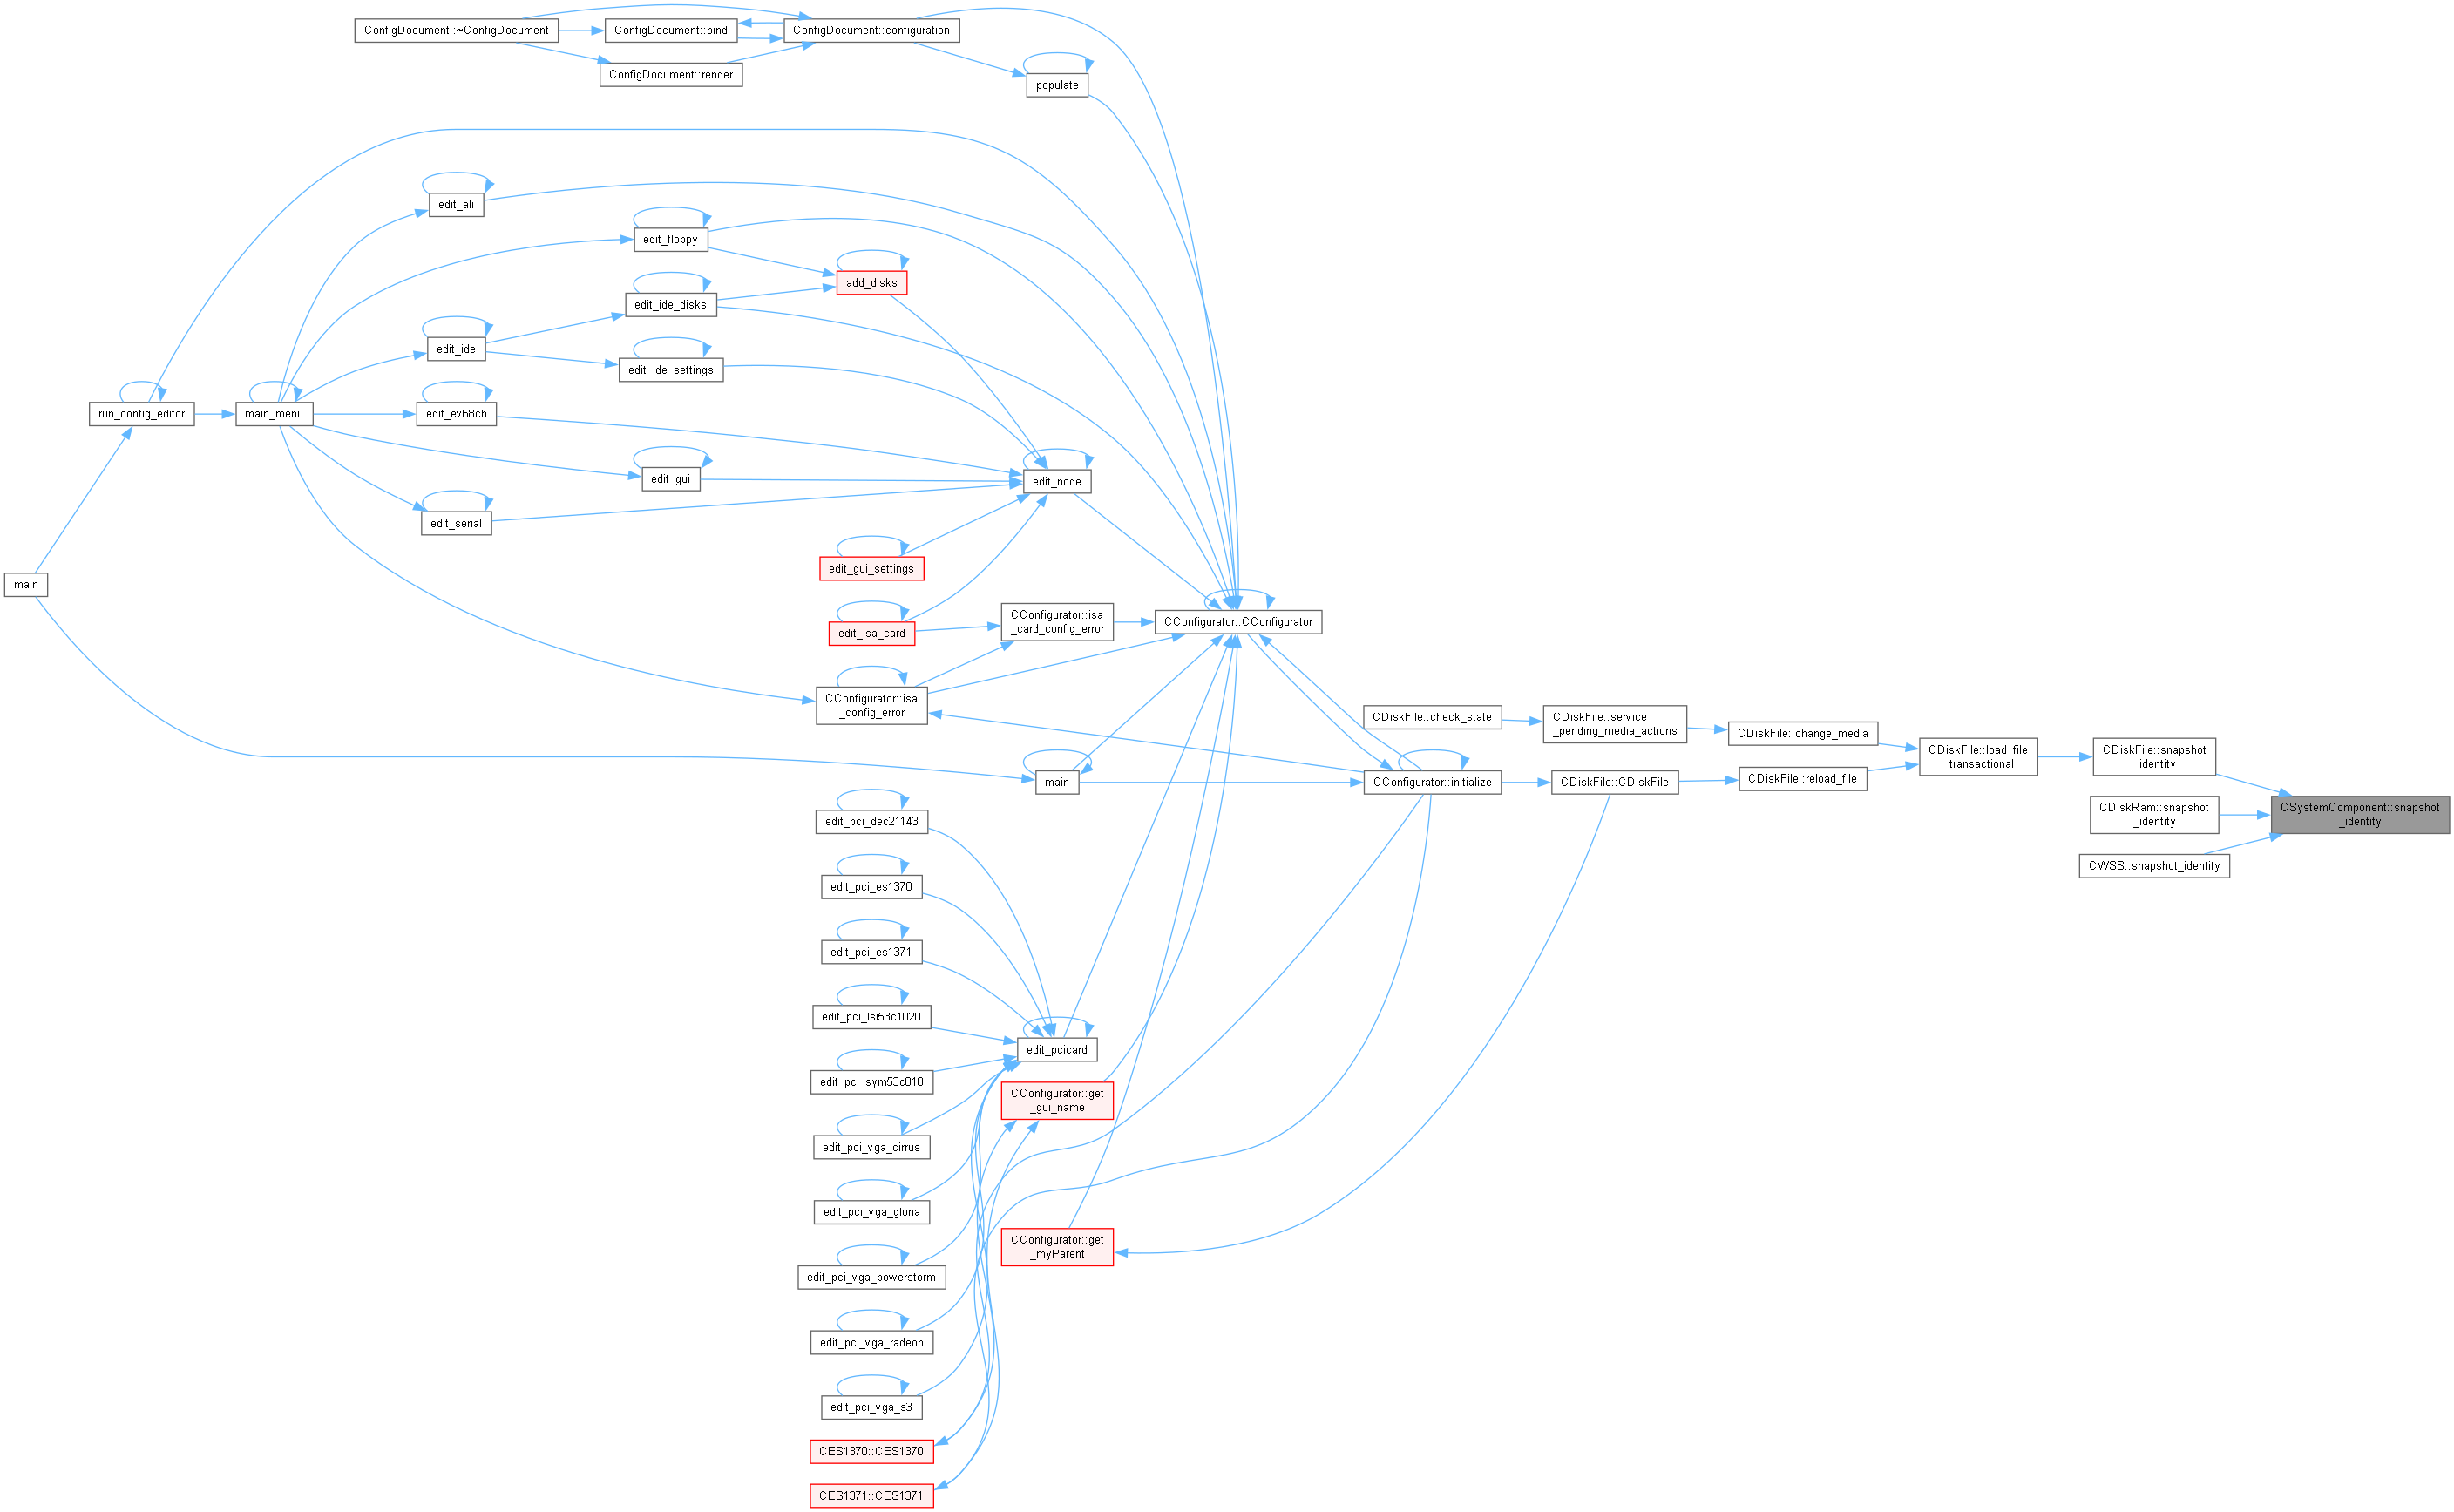 ConfigDocument::~ConfigDocument
ConfigDocument::bind
ConfigDocument::configuration
ConfigDocument::render
populate
edit_ali
edit_floppy
add_disks
edit_ide_disks
edit_ide
edit_ide_settings
run_config_editor
main_menu
edit_ev68cb
edit_gui
edit_node
edit_serial
edit_gui_settings
main
CConfigurator::isa
_card_config_error
CConfigurator::CConfigurator
edit_isa_card
CConfigurator::isa
_config_error
CDiskFile::check_state
CDiskFile::service
_pending_media_actions
CDiskFile::change_media
CDiskFile::load_file
_transactional
CDiskFile::snapshot
_identity
main
CConfigurator::initialize
CDiskFile::CDiskFile
CDiskFile::reload_file
CDiskRam::snapshot
_identity
CSystemComponent::snapshot
_identity
CWSS::snapshot_identity
edit_pci_dec21143
edit_pci_es1370
edit_pci_es1371
edit_pci_lsi53c1020
edit_pcicard
edit_pci_sym53c810
CConfigurator::get
_gui_name
edit_pci_vga_cirrus
edit_pci_vga_gloria
CConfigurator::get
_myParent
edit_pci_vga_powerstorm
edit_pci_vga_radeon
edit_pci_vga_s3
CES1370::CES1370
CES1371::CES1371